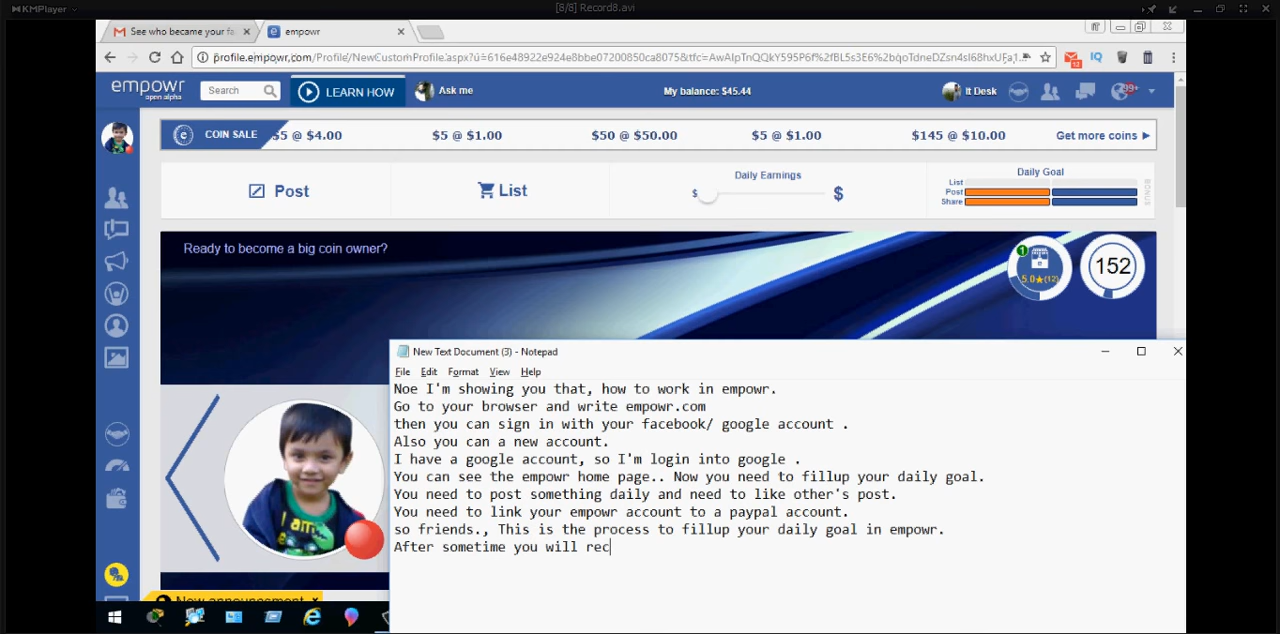 KMPlayer
[8/8] Record8.avi
See who became your fa
empowr
profile.empowr.com/Profile//NewCustomProfile.aspx?
IQ
empowr
open alpha
Search
LEARN HOW
Ask me
My balance: $45.44
It Desk
99+
COIN SALE
$5 @ $4.00
$5 @ $1.00
$50 @ $50.00
$5 @ $1.00
$145 @ $10.00
Get more coins
Post
List
Daily Earnings
$
$
Daily Goal
List
Post
Share
BONUS
Ready to become a big coin owner?
1
5.0★(12)
152
New Text Document (3) - Notepad
File Edit Format View Help
Noe I'm showing you that, how to work in empowr.
Go to your browser and write empowr.com
then you can sign in with your facebook/ google account .
Also you can a new account.
I have a google account, so I'm login into google .
You can see the empowr home page.. Now you need to fillup your daily goal.
You need to post something daily and need to like other's post.
You need to link your empowr account to a paypal account.
so friends., This is the process to fillup your daily goal in empowr.
After sometime you will rec
I am
New announcement